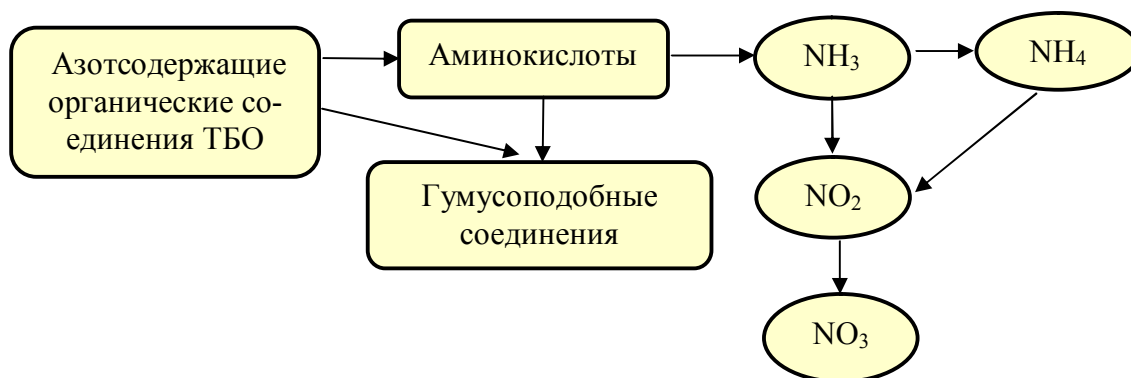 Азотсодержащие
органические со-
единения ТБО
Аминокислоты
NH₃
NH₄
Гумусоподобные
соединения
NO₂
NO₃